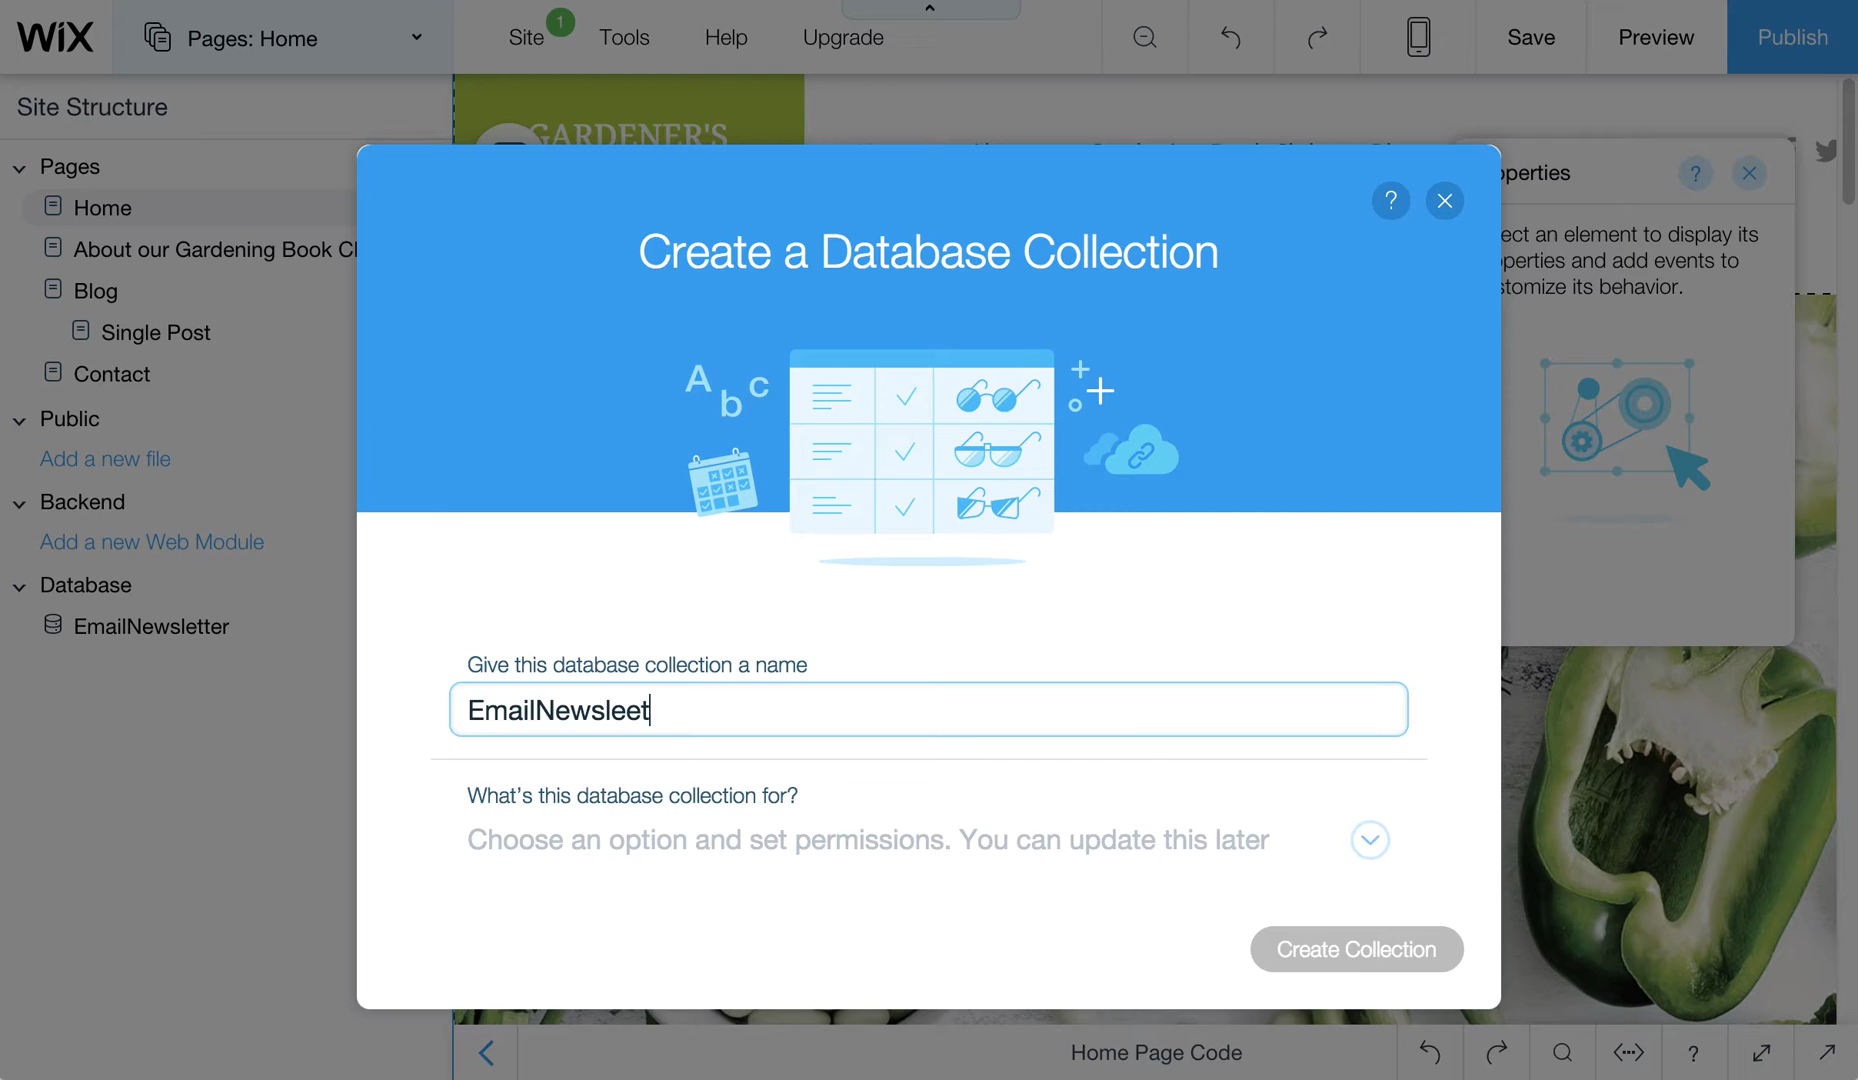 WiX
Pages: Home
Site
1
Tools
Help
Upgrade
Save
Preview
Publish
Site Structure
Pages
Home
About our Gardening Book Cl
Blog
Single Post
Contact
Public
Add a new file
Backend
Add a new Web Module
Database
EmailNewsletter
GARDENER'S
?
Create a Database Collection
A b c
Give this database collection a name
EmailNewsleet
What's this database collection for?
Choose an option and set permissions. You can update this later
Create Collection
operties
?
ect an element to display its
perties and add events to
stomize its behavior.
Home Page Code
?